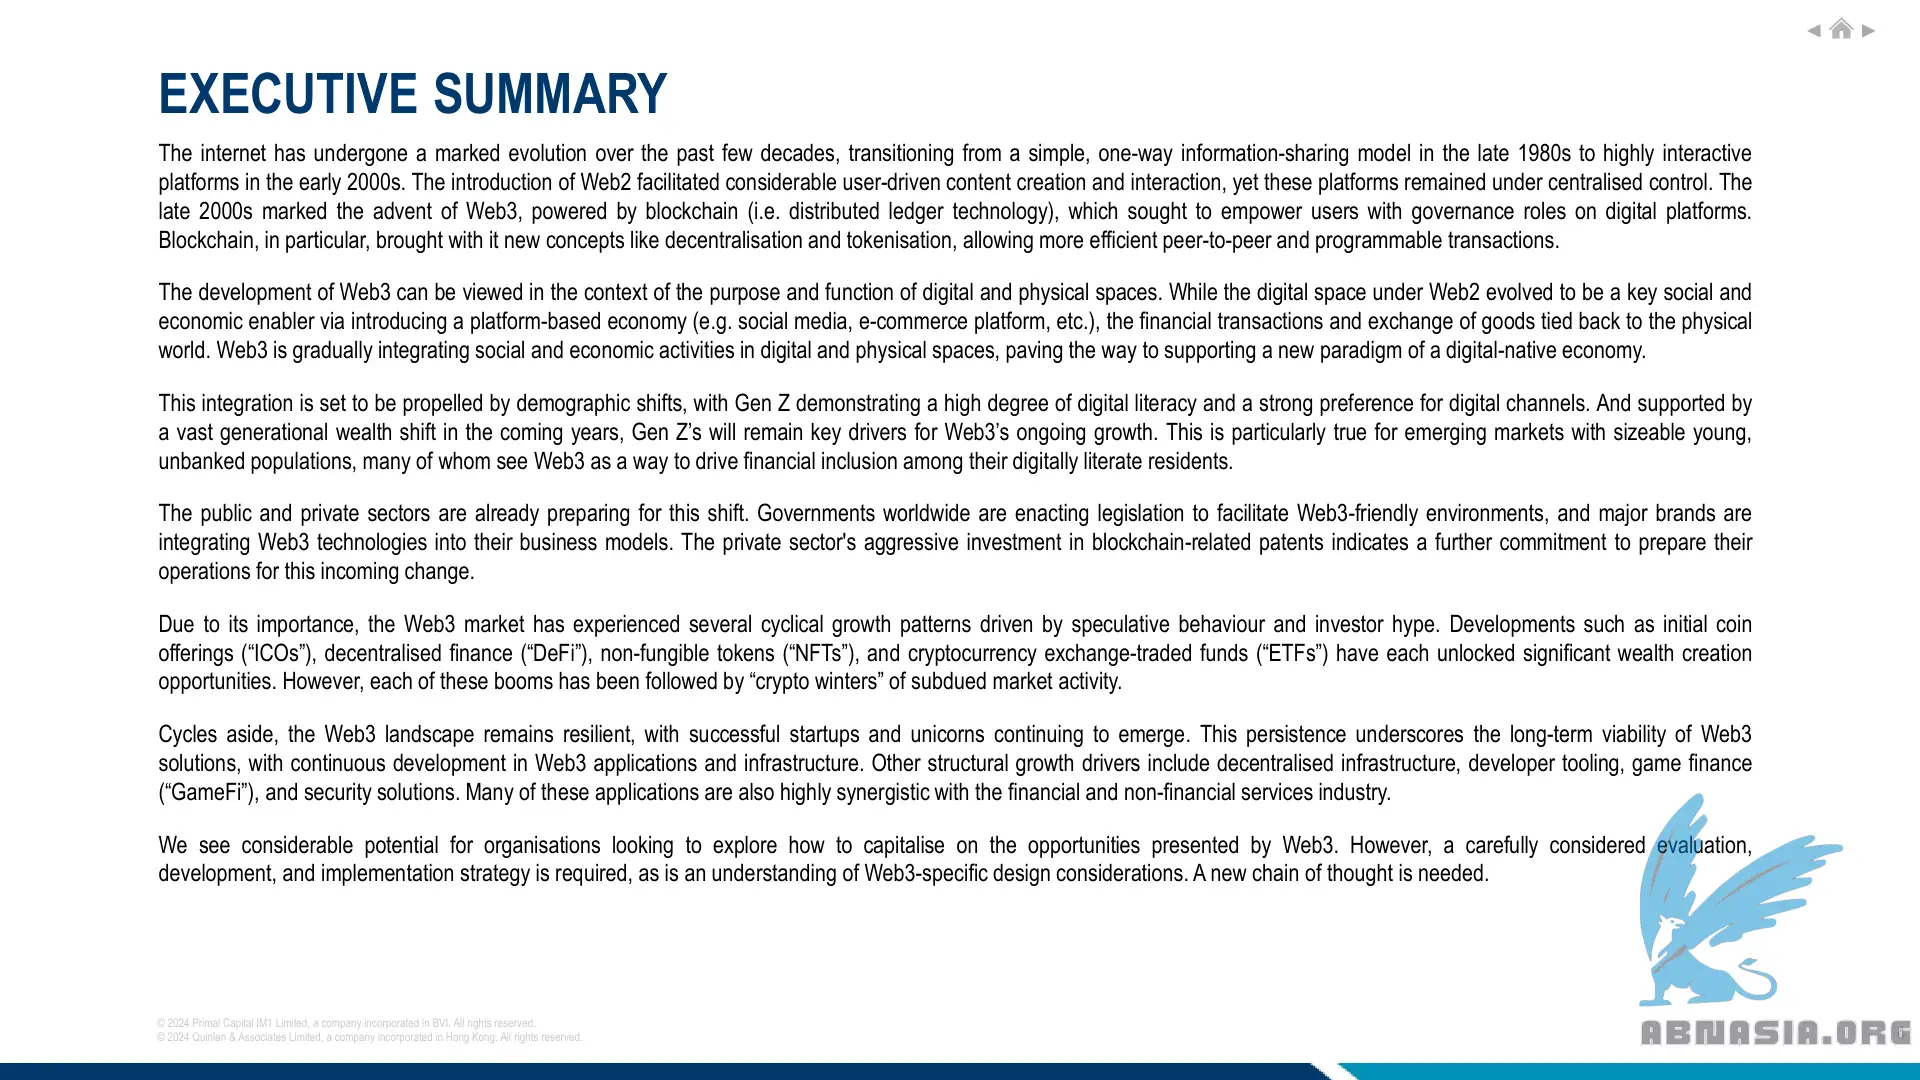 EXECUTIVE SUMMARY
The internet has undergone a marked evolution over the past few decades, transitioning from a simple, one-way information-sharing model in the late 1980s to highly interactive
platforms in the early 2000s. The introduction of Web2 facilitated considerable user-driven content creation and interaction, yet these platforms remained under centralised control. The
late 2000s marked the advent of Web3, powered by blockchain (i.e. distributed ledger technology), which sought to empower users with governance roles on digital platforms.
Blockchain, in particular, brought with it new concepts like decentralisation and tokenisation, allowing more efficient peer-to-peer and programmable transactions.
The development of Web3 can be viewed in the context of the purpose and function of digital and physical spaces. While the digital space under Web2 evolved to be a key social and
economic enabler via introducing a platform-based economy (e.g. social media, e-commerce platform, etc.), the financial transactions and exchange of goods tied back to the physical
world. Web3 is gradually integrating social and economic activities in digital and physical spaces, paving the way to supporting a new paradigm of a digital-native economy.
This integration is set to be propelled by demographic shifts, with Gen Z demonstrating a high degree of digital literacy and a strong preference for digital channels. And supported by
a vast generational wealth shift in the coming years, Gen Z’s will remain key drivers for Web3’s ongoing growth. This is particularly true for emerging markets with sizeable young,
unbanked populations, many of whom see Web3 as a way to drive financial inclusion among their digitally literate residents.
The public and private sectors are already preparing for this shift. Governments worldwide are enacting legislation to facilitate Web3-friendly environments, and major brands are
integrating Web3 technologies into their business models. The private sector's aggressive investment in blockchain-related patents indicates a further commitment to prepare their
operations for this incoming change.
Due to its importance, the Web3 market has experienced several cyclical growth patterns driven by speculative behaviour and investor hype. Developments such as initial coin
offerings (“ICOs”), decentralised finance (“DeFi”), non-fungible tokens (“NFTs”), and cryptocurrency exchange-traded funds (“ETFs”) have each unlocked significant wealth creation
opportunities. However, each of these booms has been followed by “crypto winters” of subdued market activity.
Cycles aside, the Web3 landscape remains resilient, with successful startups and unicorns continuing to emerge. This persistence underscores the long-term viability of Web3
solutions, with continuous development in Web3 applications and infrastructure. Other structural growth drivers include decentralised infrastructure, developer tooling, game finance
(“GameFi”), and security solutions. Many of these applications are also highly synergistic with the financial and non-financial services industry.
We see considerable potential for organisations looking to explore how to capitalise on the opportunities presented by Web3. However, a carefully considered evaluation,
development, and implementation strategy is required, as is an understanding of Web3-specific design considerations. A new chain of thought is needed.
© 2024 Primal Capital IM1 Limited, a company incorporated in BVI. All rights reserved.
© 2024 Quinlan & Associates Limited, a company incorporated in Hong Kong. All rights reserved.
ABNASIA.ORG